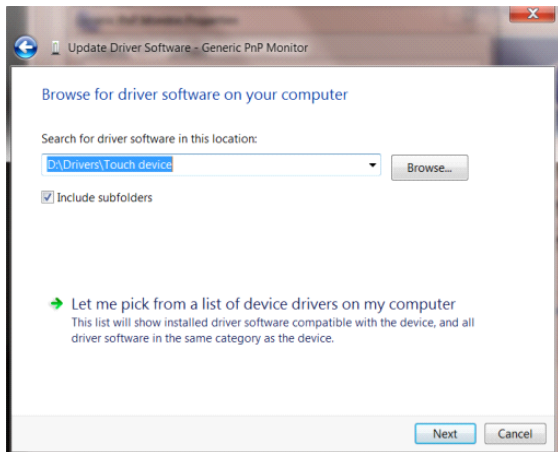 Update Driver Software - Generic PnP Monitor
Browse for driver software on your computer
Search for driver software in this location:
D:\Drivers\Touch device
Browse...
Include subfolders
Let me pick from a list of device drivers on my computer
This list will show installed driver software compatible with the device, and all
driver software in the same category as the device.
Next
Cancel